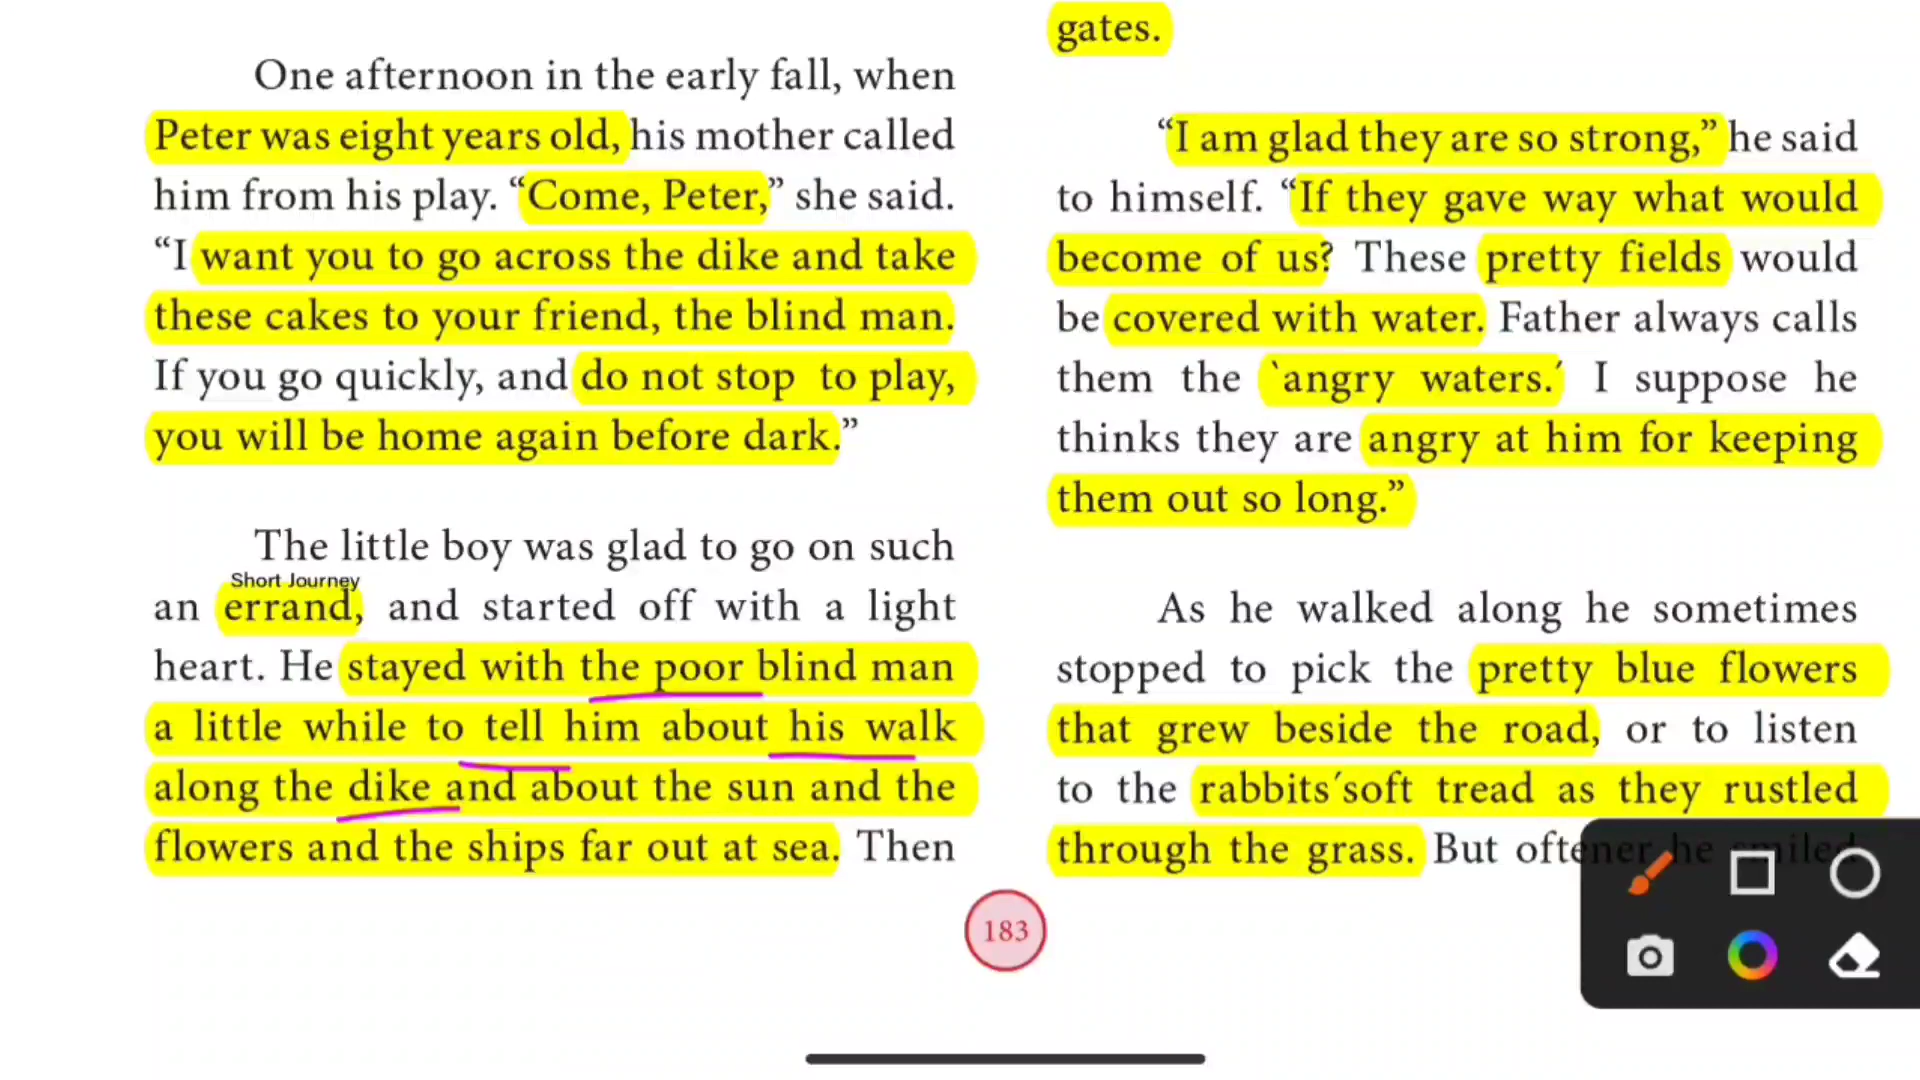 One afternoon in the early fall, when
Peter was eight years old, his mother called
him from his play. “Come, Peter,” she said.
“I want you to go across the dike and take
these cakes to your friend, the blind man.
If you go quickly, and do not stop to play,
you will be home again before dark.”
The little boy was glad to go on such
Short Journey
an errand, and started off with a light
heart. He stayed with the poor blind man
a little while to tell him about his walk
along the dike and about the sun and the
flowers and the ships far out at sea. Then
gates.
“I am glad they are so strong,” he said
to himself. “If they gave way what would
become of us? These pretty fields would
be covered with water. Father always calls
them the `angry waters.´ I suppose he
thinks they are angry at him for keeping
them out so long.”
As he walked along he sometimes
stopped to pick the pretty blue flowers
that grew beside the road, or to listen
to the rabbits´soft tread as they rustled
through the grass. But oftener he smiled
183